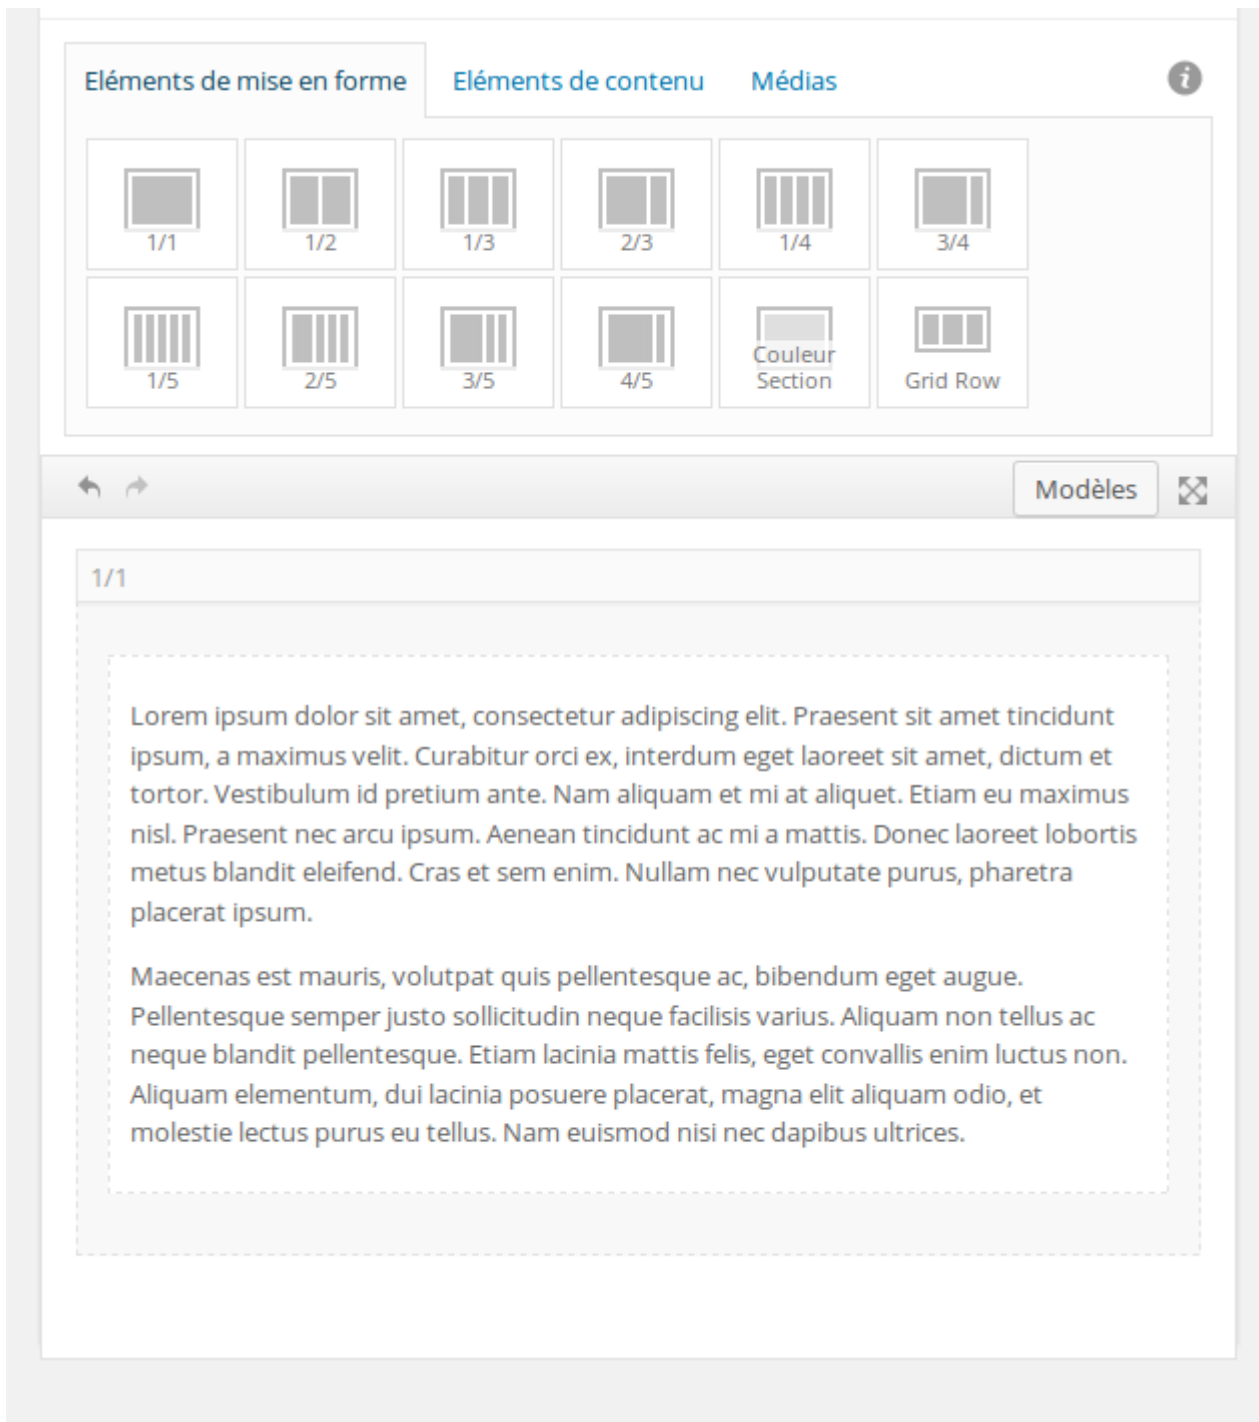 Eléments de mise en forme Eléments de contenu Médias
1/1 1/2 1/3 2/3 1/4 3/4
1/5 2/5 3/5 4/5 Couleur Section Grid Row
Modèles
1/1
Lorem ipsum dolor sit amet, consectetur adipiscing elit. Praesent sit amet tincidunt
ipsum, a maximus velit. Curabitur orci ex, interdum eget laoreet sit amet, dictum et
tortor. Vestibulum id pretium ante. Nam aliquam et mi at aliquet. Etiam eu maximus
nisl. Praesent nec arcu ipsum. Aenean tincidunt ac mi a mattis. Donec laoreet lobortis
metus blandit eleifend. Cras et sem enim. Nullam nec vulputate purus, pharetra
placerat ipsum.
Maecenas est mauris, volutpat quis pellentesque ac, bibendum eget augue.
Pellentesque semper justo sollicitudin neque facilisis varius. Aliquam non tellus ac
neque blandit pellentesque. Etiam lacinia mattis felis, eget convallis enim luctus non.
Aliquam elementum, dui lacinia posuere placerat, magna elit aliquam odio, et
molestie lectus purus eu tellus. Nam euismod nisi nec dapibus ultrices.